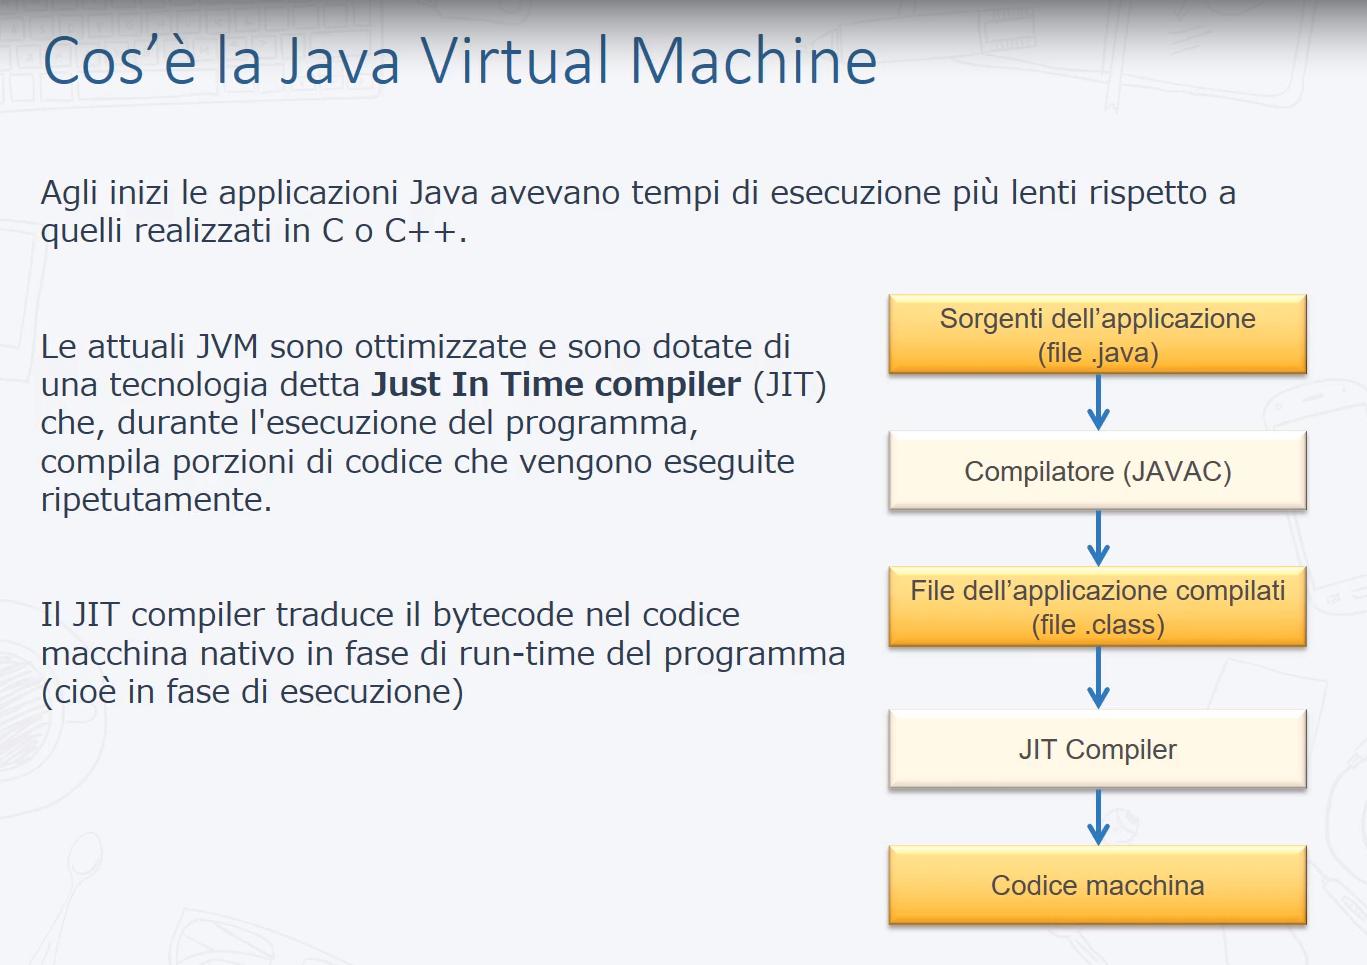 Cos’è la Java Virtual Machine
Agli inizi le applicazioni Java avevano tempi di esecuzione più lenti rispetto a
quelli realizzati in C o C++.
Le attuali JVM sono ottimizzate e sono dotate di
una tecnologia detta Just In Time compiler (JIT)
che, durante l'esecuzione del programma,
compila porzioni di codice che vengono eseguite
ripetutamente.
Il JIT compiler traduce il bytecode nel codice
macchina nativo in fase di run-time del programma
(cioè in fase di esecuzione)
Sorgenti dell’applicazione
(file .java)
Compilatore (JAVAC)
File dell’applicazione compilati
(file .class)
JIT Compiler
Codice macchina